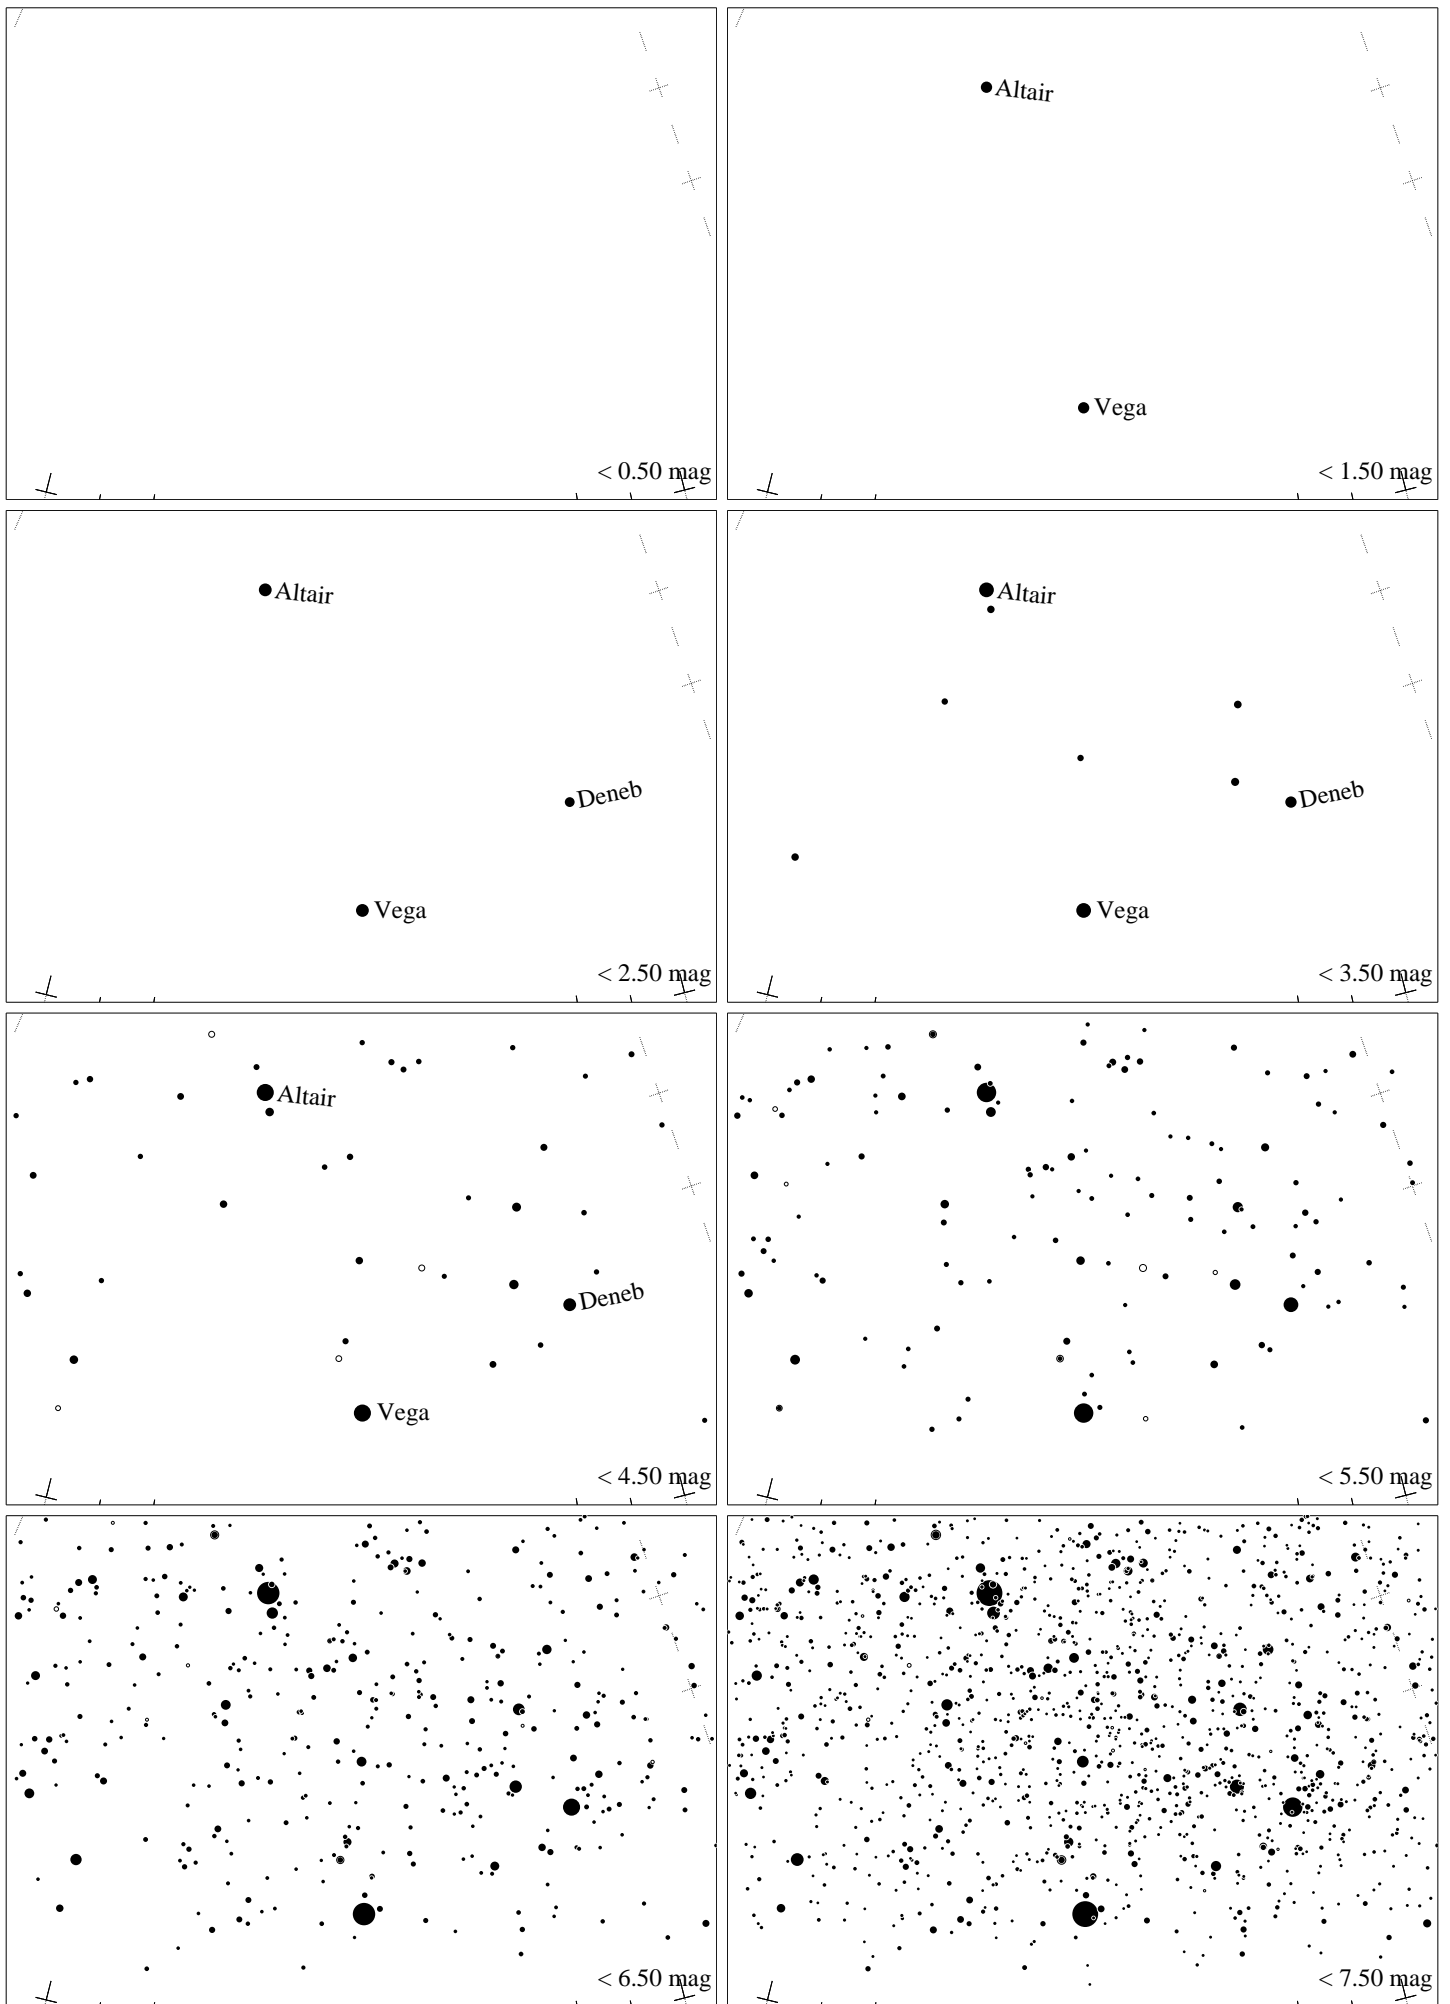 < 0.50 mag
Altair
Vega
< 1.50 mag
Altair
Deneb
Vega
< 2.50 mag
Altair
Deneb
Vega
< 3.50 mag
Altair
Deneb
Vega
< 4.50 mag
< 5.50 mag
< 6.50 mag
< 7.50 mag